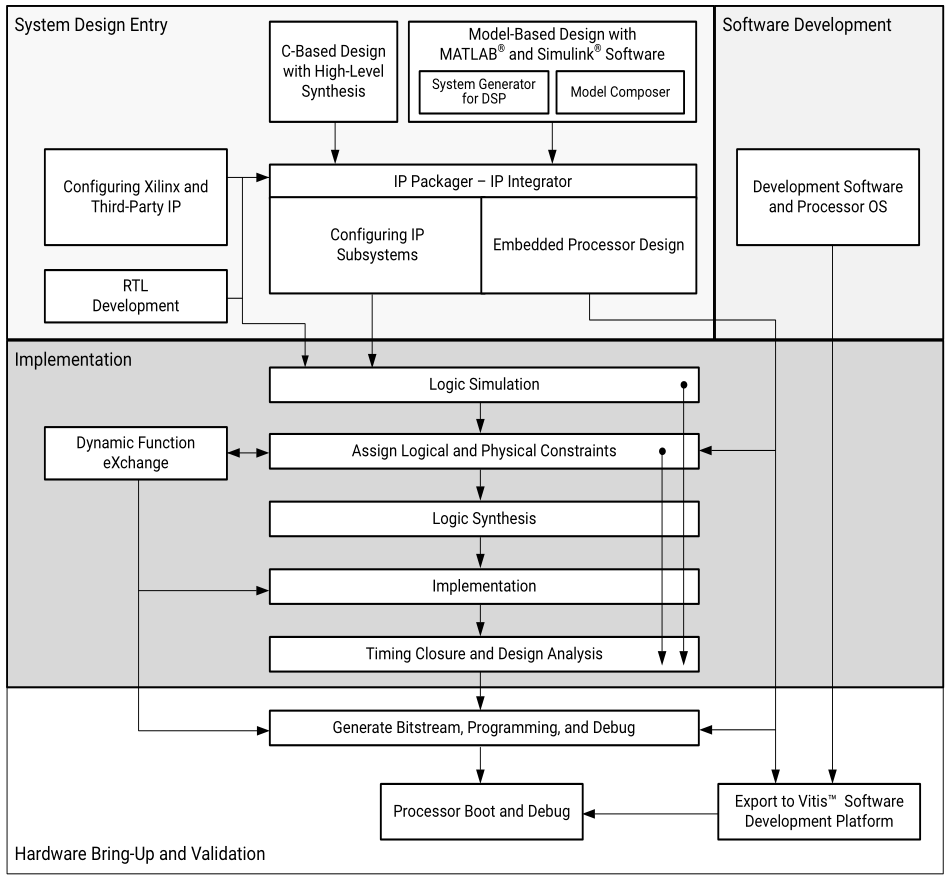 System Design Entry
Software Development
C-Based Design
with High-Level
Synthesis
Model-Based Design with
MATLAB® and Simulink® Software
System Generator
for DSP
Model Composer
Configuring Xilinx and
Third-Party IP
IP Packager – IP Integrator
Development Software
and Processor OS
Configuring IP
Subsystems
Embedded Processor Design
RTL
Development
Implementation
Logic Simulation
Dynamic Function
eXchange
Assign Logical and Physical Constraints
Logic Synthesis
Implementation
Timing Closure and Design Analysis
Generate Bitstream, Programming, and Debug
Processor Boot and Debug
Export to Vitis™ Software
Development Platform
Hardware Bring-Up and Validation